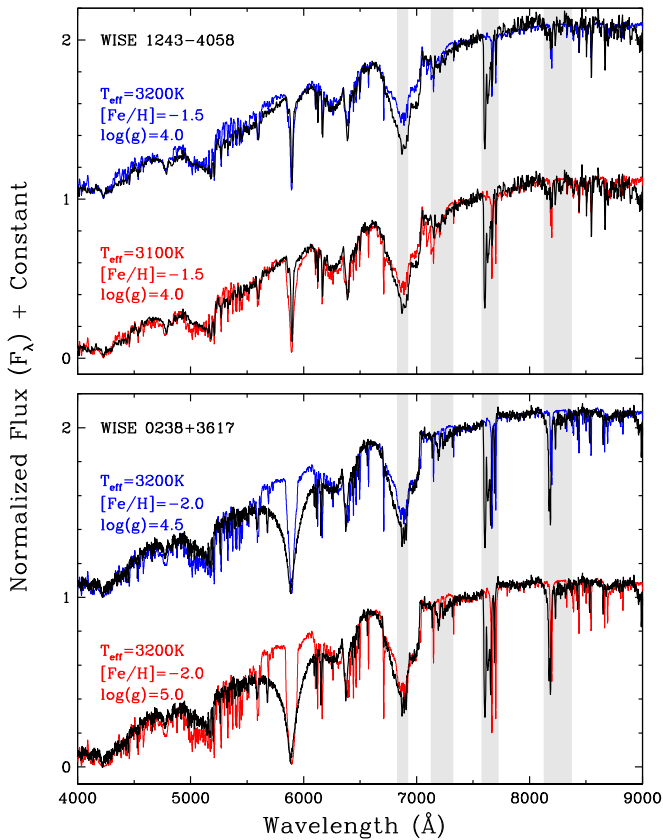 2
WISE 1243−4058
T_eff=3200K
[Fe/H]=−1.5
log(g)=4.0
1
T_eff=3100K
[Fe/H]=−1.5
log(g)=4.0
0
Normalized Flux (F_λ) + Constant
2
WISE 0238+3617
T_eff=3200K
[Fe/H]=−2.0
log(g)=4.5
1
T_eff=3200K
[Fe/H]=−2.0
log(g)=5.0
0
4000 5000 6000 7000 8000 9000
Wavelength (Å)